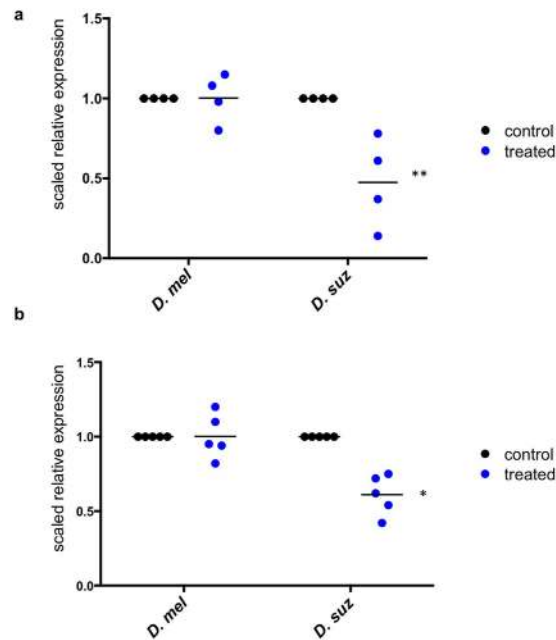 a
scaled relative expression
1.5
1.0
0.5
0.0
D. mel
D. suz
**
control
treated
b
scaled relative expression
1.5
1.0
0.5
0.0
D. mel
D. suz
*
control
treated